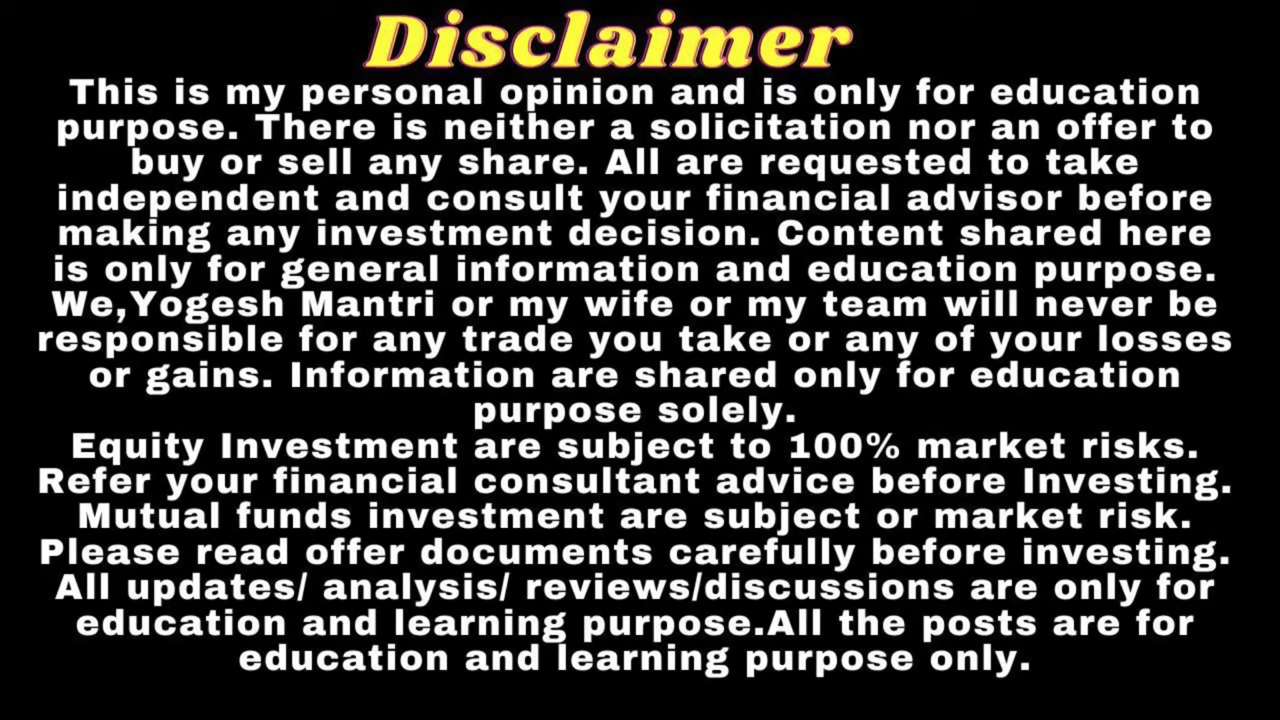 Disclaimer
This is my personal opinion and is only for education
purpose. There is neither a solicitation nor an offer to
buy or sell any share. All are requested to take
independent and consult your financial advisor before
making any investment decision. Content shared here
is only for general information and education purpose.
We,Yogesh Mantri or my wife or my team will never be
responsible for any trade you take or any of your losses
or gains. Information are shared only for education
purpose solely.
Equity Investment are subject to 100% market risks.
Refer your financial consultant advice before Investing.
Mutual funds investment are subject or market risk.
Please read offer documents carefully before investing.
All updates/ analysis/ reviews/discussions are only for
education and learning purpose.All the posts are for
education and learning purpose only.